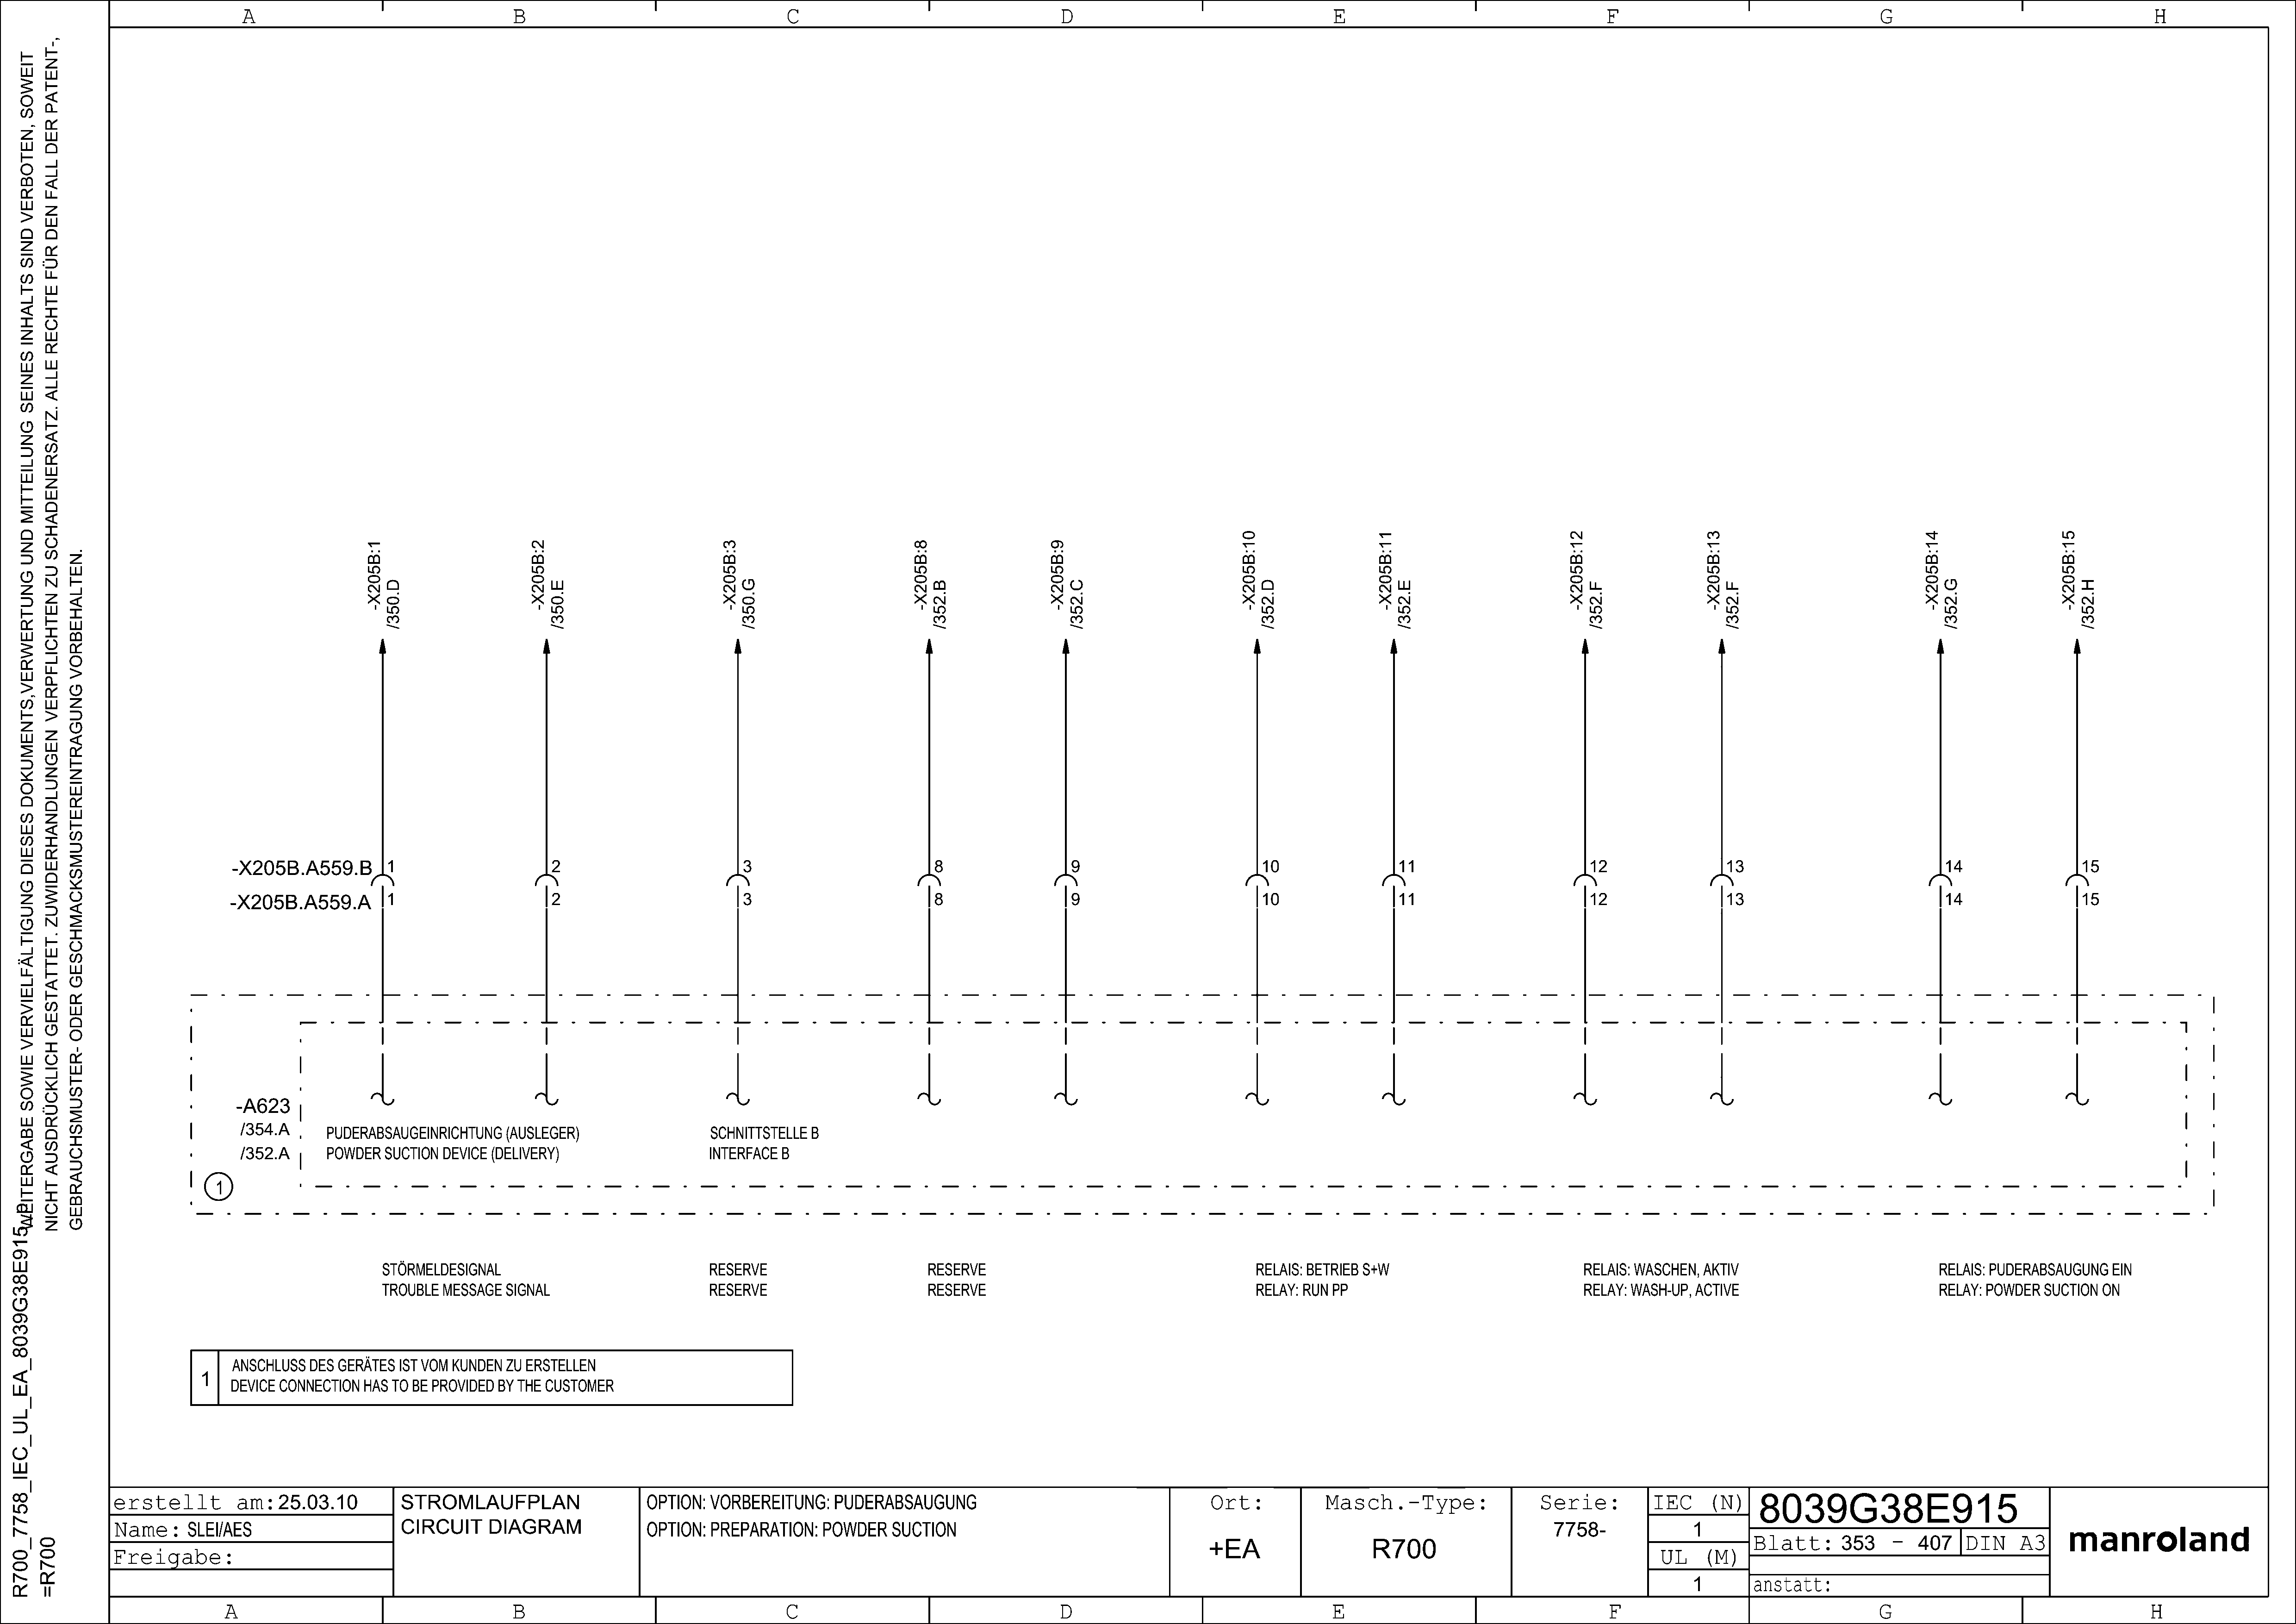 A B C D E F G H
WEITERGABE SOWIE VERVIELFÄLTIGUNG DIESES DOKUMENTS,VERWERTUNG UND MITTEILUNG SEINES INHALTS SIND VERBOTEN, SOWEIT
NICHT AUSDRÜCKLICH GESTATTET. ZUWIDERHANDLUNGEN VERPFLICHTEN ZU SCHADENERSATZ. ALLE RECHTE FÜR DEN FALL DER PATENT-,
GEBRAUCHSMUSTER- ODER GESCHMACKSMUSTEREINTRAGUNG VORBEHALTEN.
R700_7758_IEC_UL_EA_8039G38E915
=R700
-X205B:1
/350.D
-X205B:2
/350.E
-X205B:3
/350.G
-X205B:8
/352.B
-X205B:9
/352.C
-X205B:10
/352.D
-X205B:11
/352.E
-X205B:12
/352.F
-X205B:13
/352.F
-X205B:14
/352.G
-X205B:15
/352.H
-X205B.A559.B 1 2 3 8 9 10 11 12 13 14 15
-X205B.A559.A 1 2 3 8 9 10 11 12 13 14 15
-A623
/354.A
/352.A
PUDERABSAUGEINRICHTUNG (AUSLEGER)
POWDER SUCTION DEVICE (DELIVERY)
SCHNITTSTELLE B
INTERFACE B
1
STÖRMELDESIGNAL
TROUBLE MESSAGE SIGNAL
RESERVE
RESERVE
RESERVE
RESERVE
RELAIS: BETRIEB S+W
RELAY: RUN PP
RELAIS: WASCHEN, AKTIV
RELAY: WASH-UP, ACTIVE
RELAIS: PUDERABSAUGUNG EIN
RELAY: POWDER SUCTION ON
1
ANSCHLUSS DES GERÄTES IST VOM KUNDEN ZU ERSTELLEN
DEVICE CONNECTION HAS TO BE PROVIDED BY THE CUSTOMER
erstellt am: 25.03.10
Name: SLEI/AES
Freigabe:
STROMLAUFPLAN
CIRCUIT DIAGRAM
OPTION: VORBEREITUNG: PUDERABSAUGUNG
OPTION: PREPARATION: POWDER SUCTION
Ort:
+EA
Masch.-Type:
R700
Serie:
7758-
IEC (N)
1
UL (M)
1
8039G38E915
Blatt: 353 - 407 DIN A3
anstatt:
manroland
A B C D E F G H